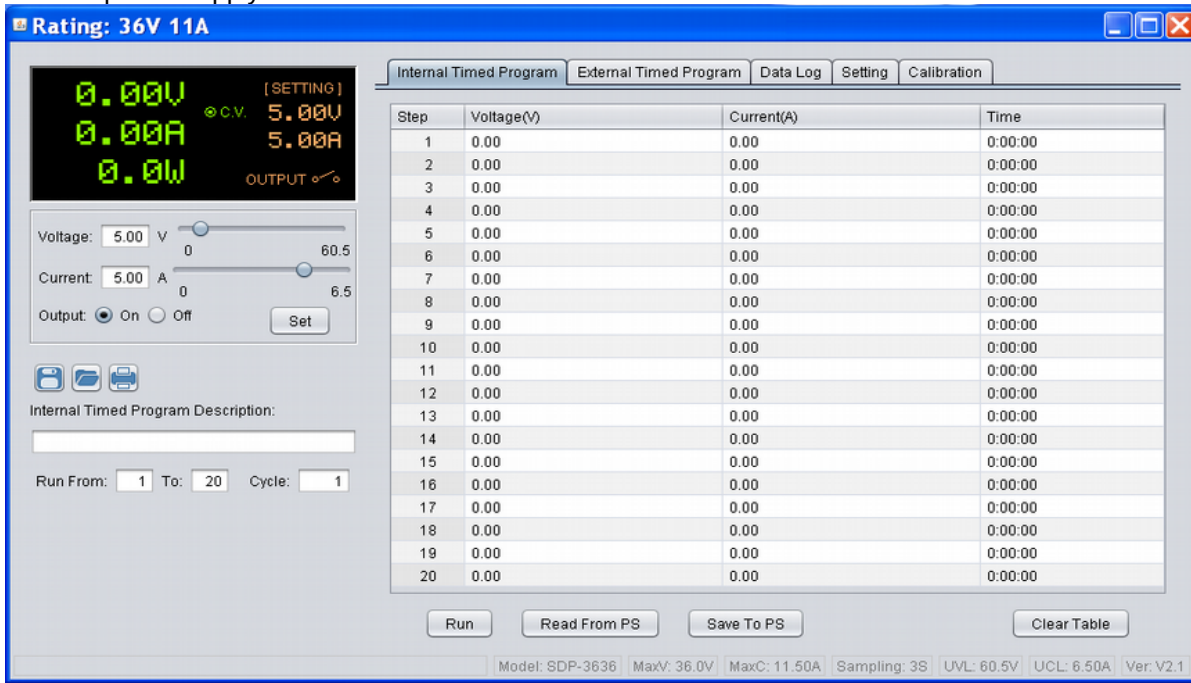 Rating: 36V 11A
0.00V
[SETTING]
C.V. 5.00V
0.00A 5.00A
0.0W OUTPUT
Voltage: 5.00 V
0 60.5
Current: 5.00 A
0 6.5
Output: On Off
Set
Internal Timed Program Description:
Run From: 1 To: 20 Cycle: 1
Internal Timed Program External Timed Program Data Log Setting Calibration
Step Voltage(V) Current(A) Time
1 0.00 0.00 0:00:00
2 0.00 0.00 0:00:00
3 0.00 0.00 0:00:00
4 0.00 0.00 0:00:00
5 0.00 0.00 0:00:00
6 0.00 0.00 0:00:00
7 0.00 0.00 0:00:00
8 0.00 0.00 0:00:00
9 0.00 0.00 0:00:00
10 0.00 0.00 0:00:00
11 0.00 0.00 0:00:00
12 0.00 0.00 0:00:00
13 0.00 0.00 0:00:00
14 0.00 0.00 0:00:00
15 0.00 0.00 0:00:00
16 0.00 0.00 0:00:00
17 0.00 0.00 0:00:00
18 0.00 0.00 0:00:00
19 0.00 0.00 0:00:00
20 0.00 0.00 0:00:00
Run Read From PS Save To PS Clear Table
Model: SDP-3636 MaxV: 36.0V MaxC: 11.50A Sampling: 3S UVL: 60.5V UCL: 6.50A Ver: V2.1